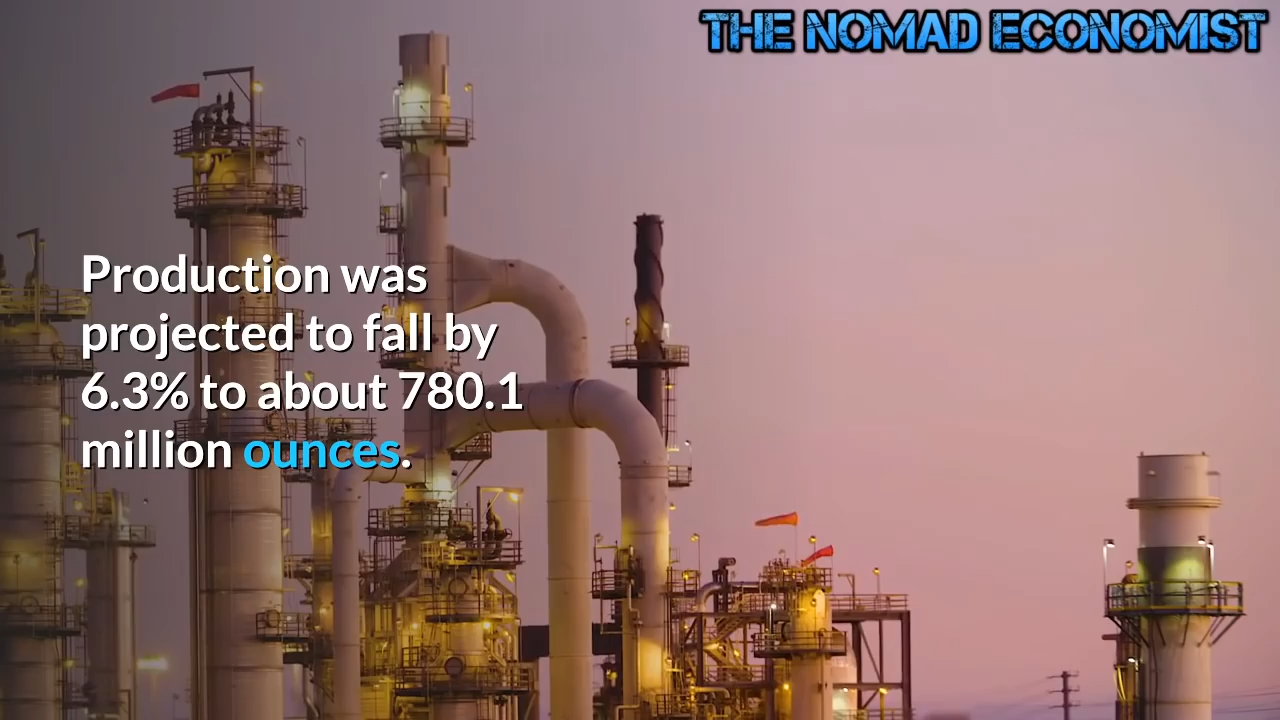 THE NOMAD ECONOMIST
Production was
projected to fall by
6.3% to about 780.1
million ounces.